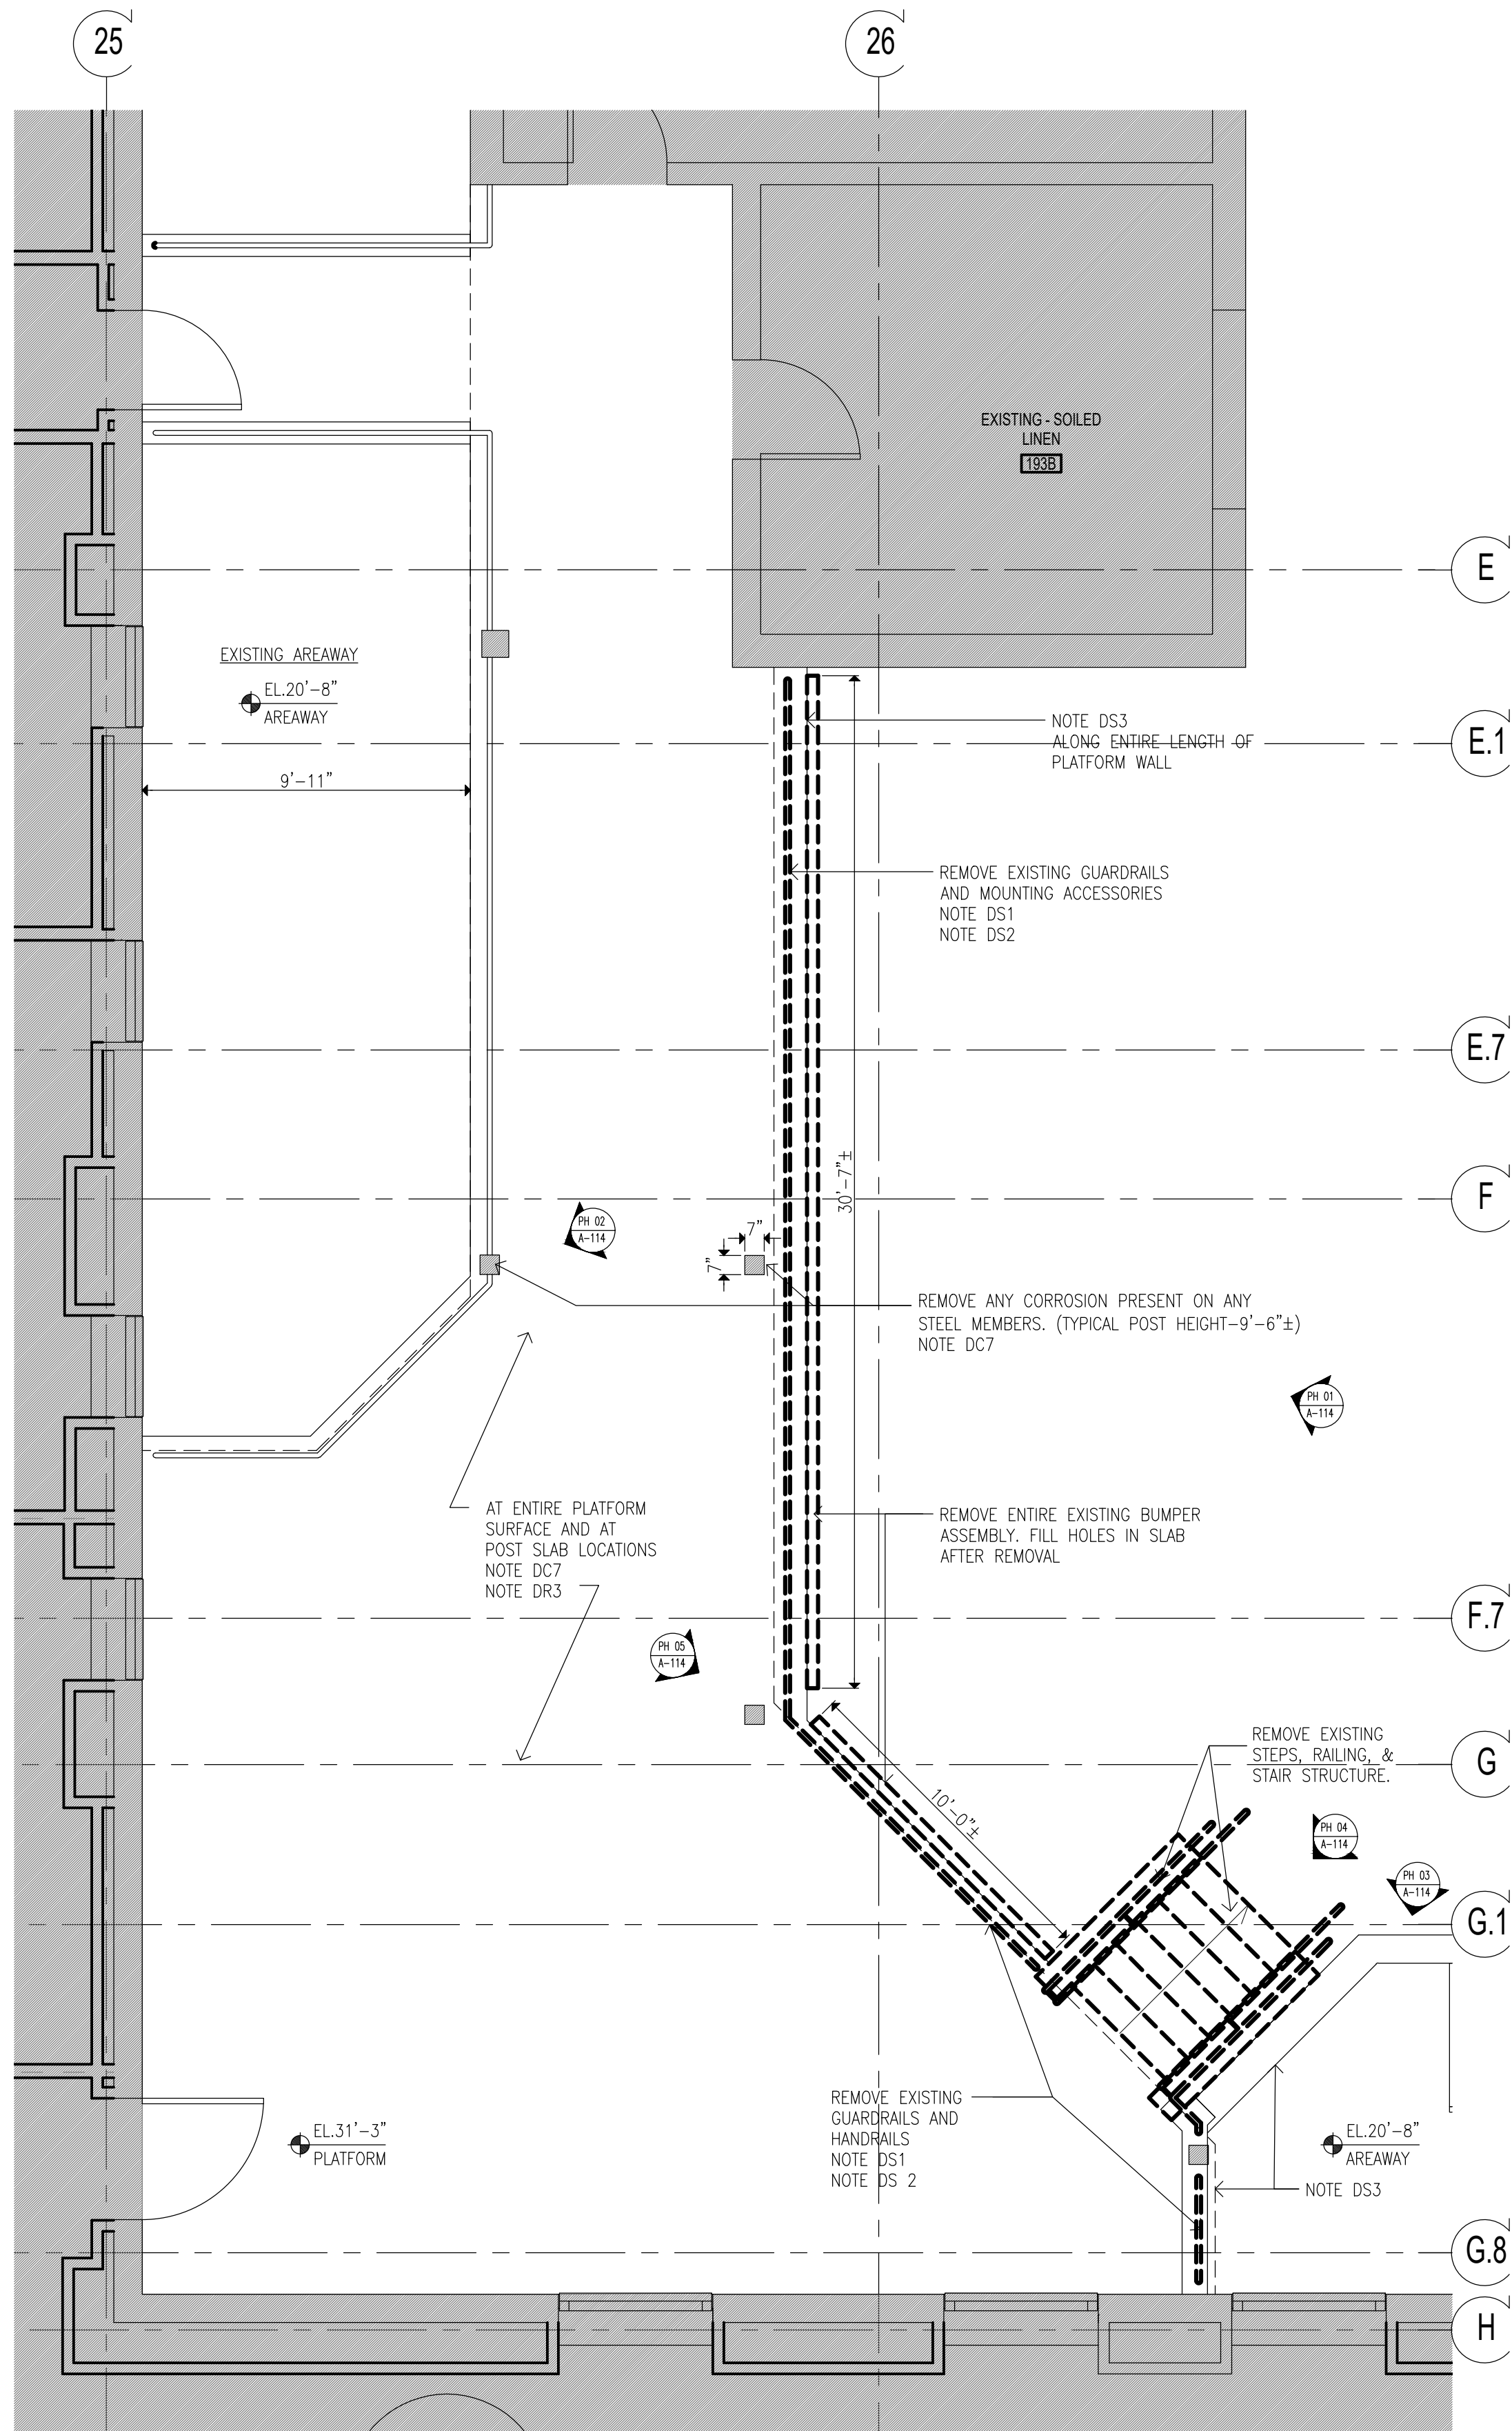 25
26
EXISTING - SOILED
LINEN
193B
E
EXISTING AREAWAY
EL.20'-8"
AREAWAY
NOTE DS3
ALONG ENTIRE LENGTH OF
PLATFORM WALL
E.1
9'-11"
REMOVE EXISTING GUARDRAILS
AND MOUNTING ACCESSORIES
NOTE DS1
NOTE DS2
E.7
30'-7"±
F
PH 02
A-114
7"
7"
REMOVE ANY CORROSION PRESENT ON ANY
STEEL MEMBERS. (TYPICAL POST HEIGHT-9'-6"±)
NOTE DC7
PH 01
A-114
AT ENTIRE PLATFORM
SURFACE AND AT
POST SLAB LOCATIONS
NOTE DC7
NOTE DR3
REMOVE ENTIRE EXISTING BUMPER
ASSEMBLY. FILL HOLES IN SLAB
AFTER REMOVAL
F.7
PH 05
A-114
REMOVE EXISTING
STEPS, RAILING, &
STAIR STRUCTURE.
G
10'-0"±
PH 04
A-114
PH 03
A-114
G.1
REMOVE EXISTING
GUARDRAILS AND
HANDRAILS
NOTE DS1
NOTE DS 2
EL.31'-3"
PLATFORM
EL.20'-8"
AREAWAY
NOTE DS3
G.8
H